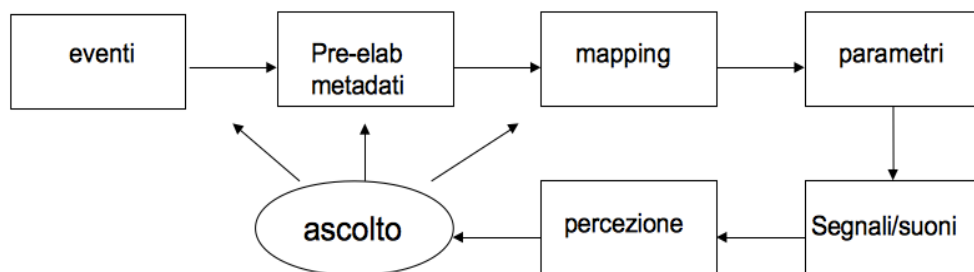 eventi
Pre-elab
metadati
mapping
parametri
Segnali/suoni
percezione
ascolto